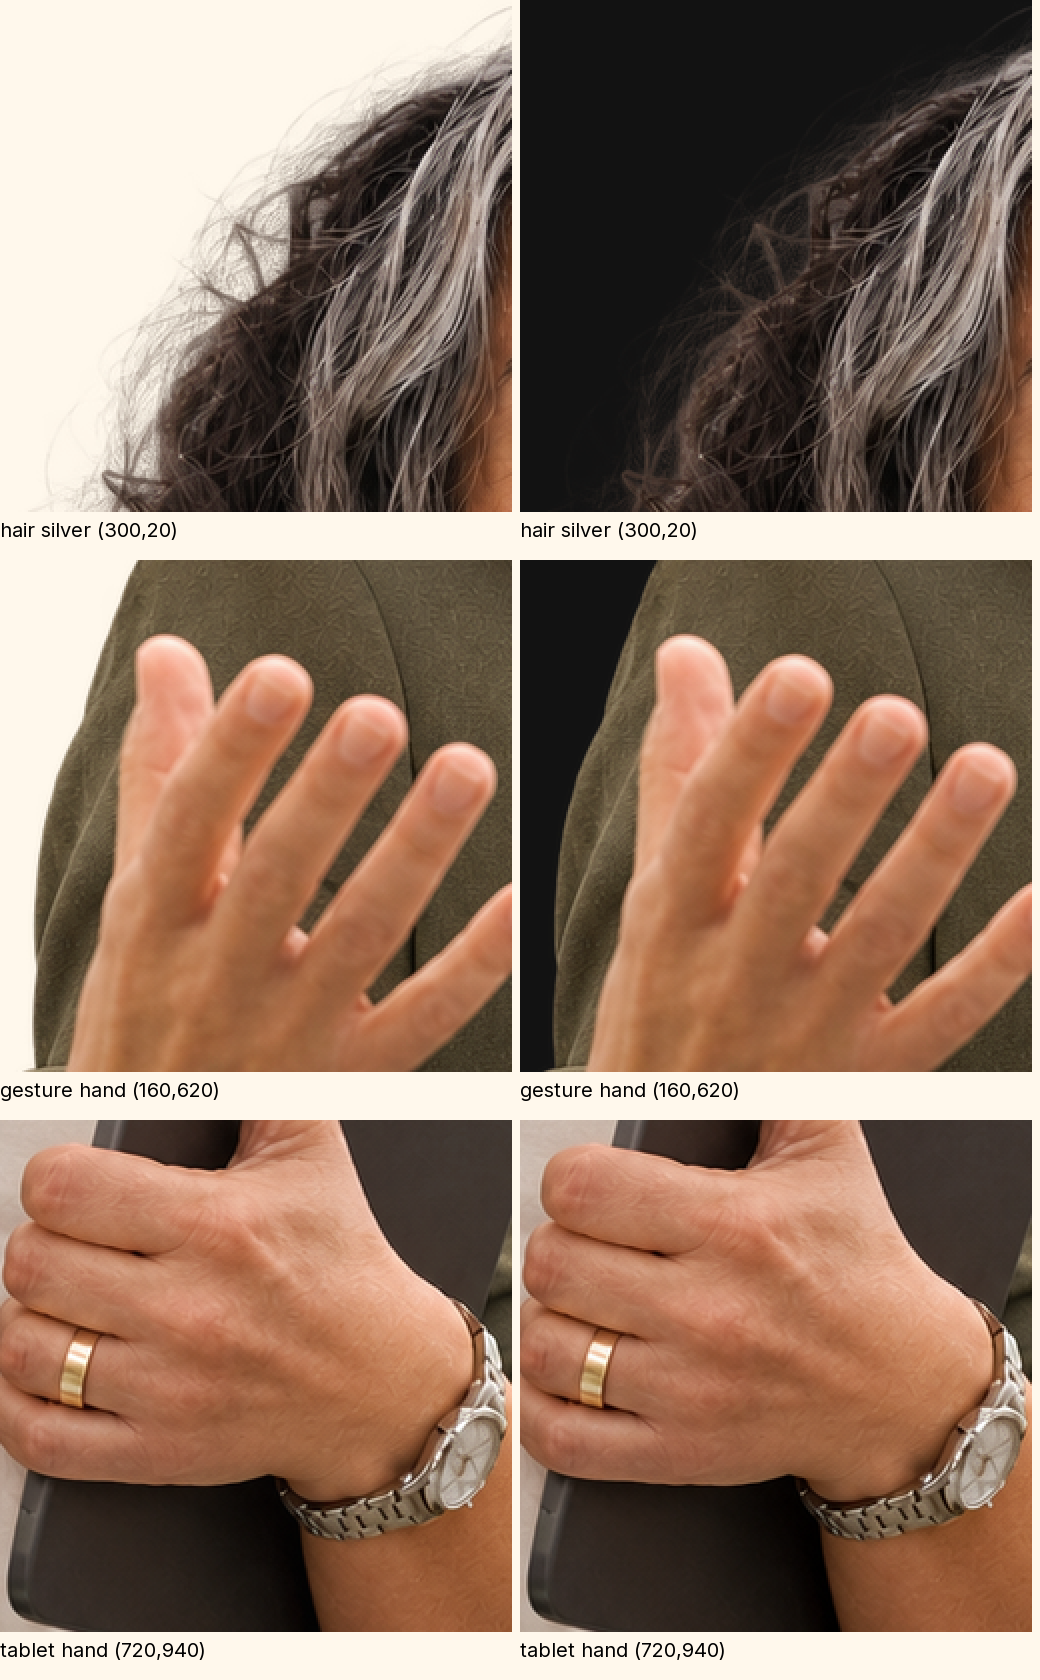 hair silver (300,20)
hair silver (300,20)
gesture hand (160,620)
gesture hand (160,620)
tablet hand (720,940)
tablet hand (720,940)